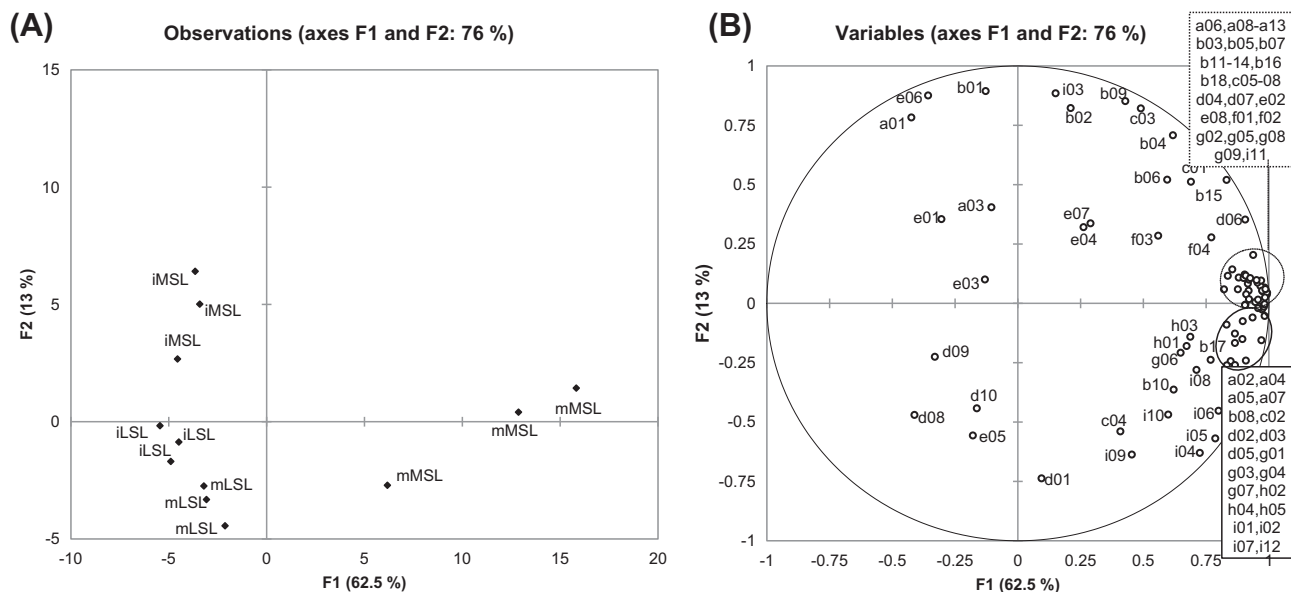 (A)
Observations (axes F1 and F2: 76 %)
15
10
5
0
-5
-10
-5
0
5
10
15
20
F2 (13 %)
F1 (62.5 %)
iMSL
iMSL
iMSL
mMSL
mMSL
mMSL
iLSL
iLSL
iLSL
mLSL
mLSL
mLSL
(B)
Variables (axes F1 and F2: 76 %)
1
0.75
0.5
0.25
0
-0.25
-0.5
-0.75
-1
-1
-0.75
-0.5
-0.25
0
0.25
0.5
0.75
1
F2 (13 %)
F1 (62.5 %)
e06
b01
a01
i03
b02
b09
c03
b04
b06
b15
d06
a03
e01
e07
e04
f03
f04
e03
h03
h01
g06
b17
i08
b10
i10
i06
d09
d10
d08
e05
c04
i05
i09
i04
d01
a06,a08-a13
b03,b05,b07
b11-14,b16
b18,c05-08
d04,d07,e02
e08,f01,f02
g02,g05,g08
g09,i11
a02,a04
a05,a07
b08,c02
d02,d03
d05,g01
g03,g04
g07,h02
h04,h05
i01,i02
i07,i12